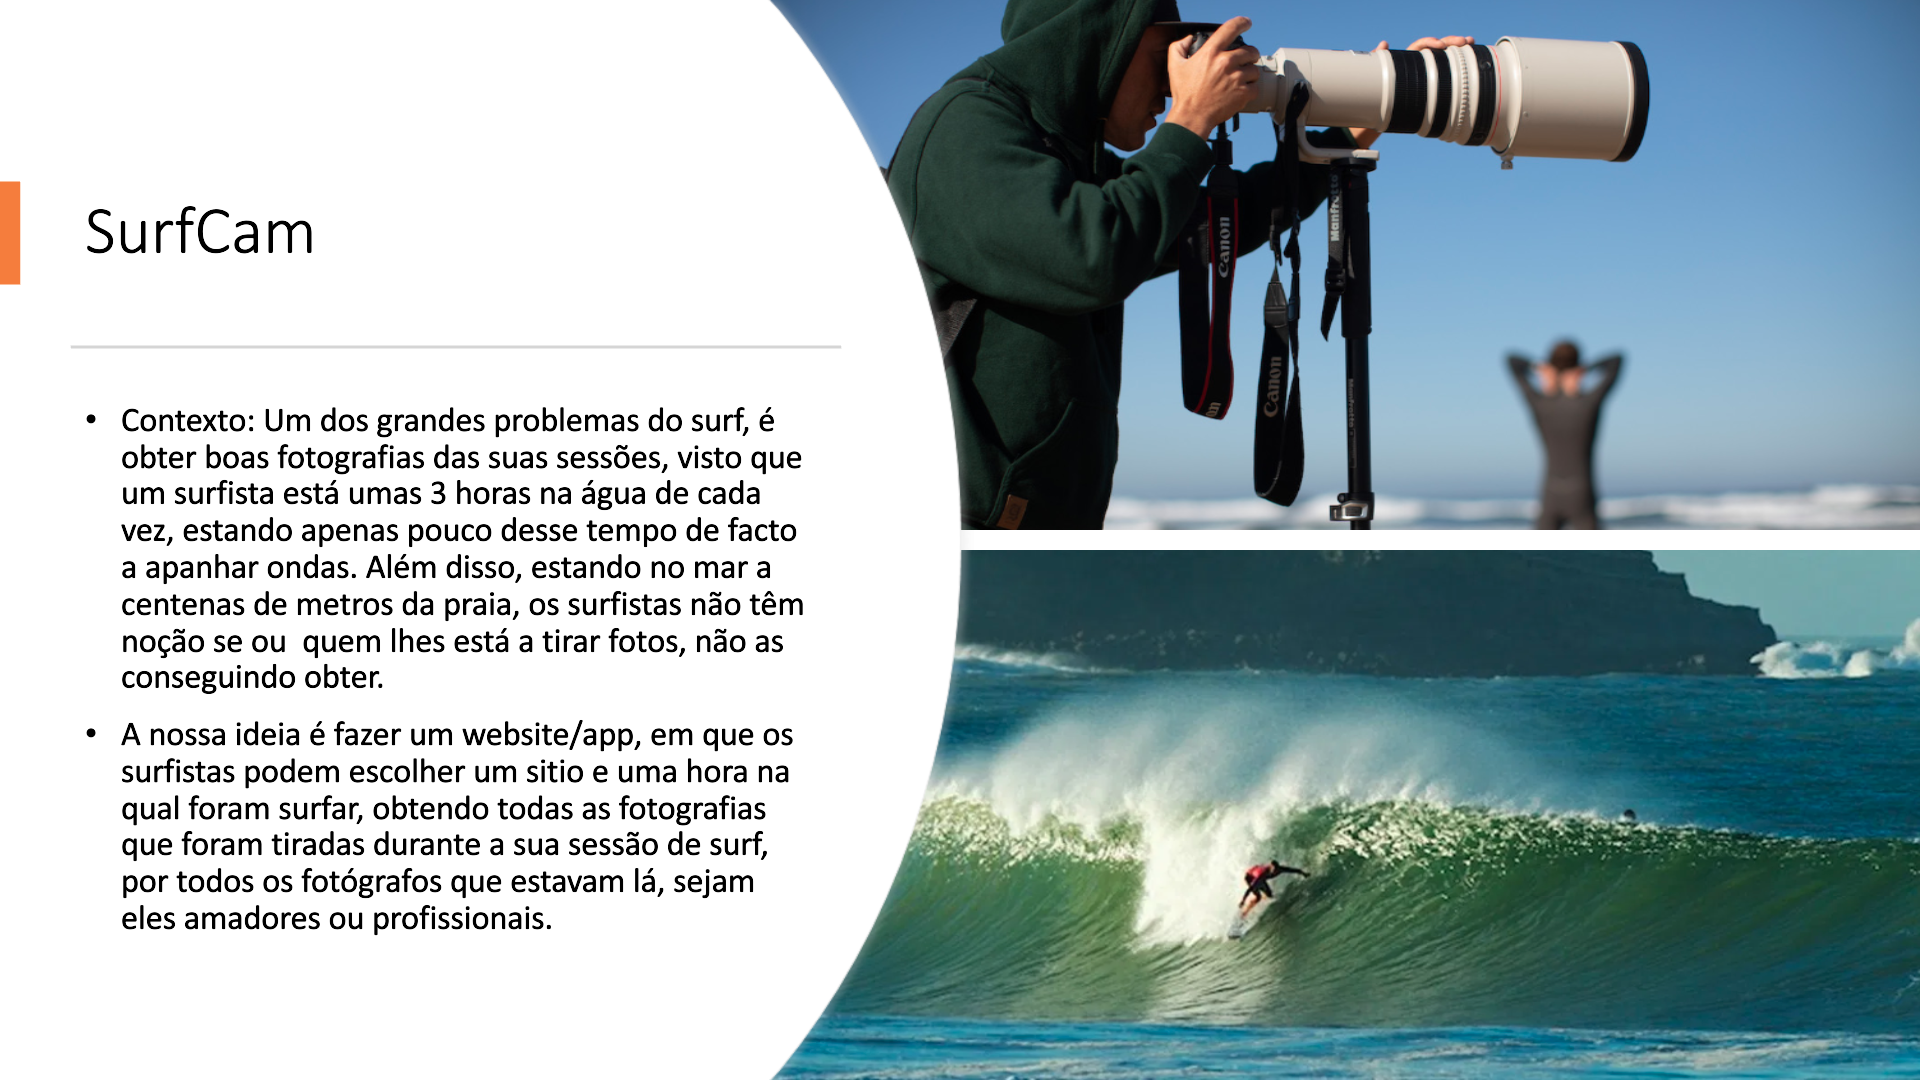 SurfCam
• Contexto: Um dos grandes problemas do surf, é
obter boas fotografias das suas sessões, visto que
um surfista está umas 3 horas na água de cada
vez, estando apenas pouco desse tempo de facto
a apanhar ondas. Além disso, estando no mar a
centenas de metros da praia, os surfistas não têm
noção se ou  quem lhes está a tirar fotos, não as
conseguindo obter.
• A nossa ideia é fazer um website/app, em que os
surfistas podem escolher um sitio e uma hora na
qual foram surfar, obtendo todas as fotografias
que foram tiradas durante a sua sessão de surf,
por todos os fotógrafos que estavam lá, sejam
eles amadores ou profissionais.
Canon
Canon
Manfrotto
Manfrotto